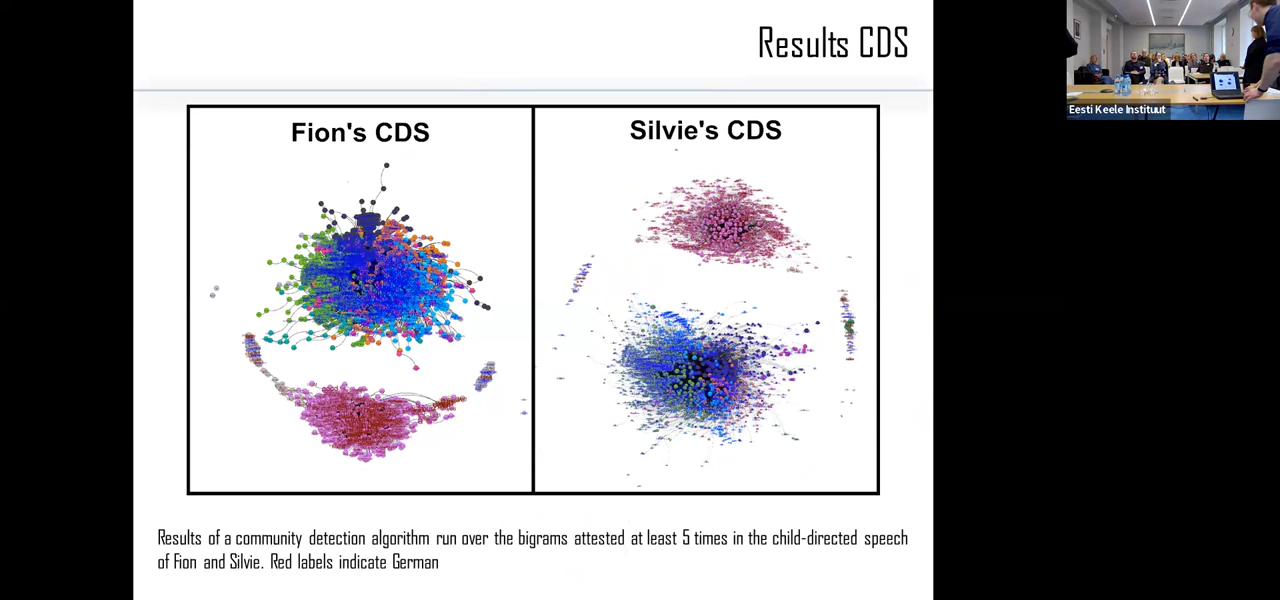 Results CDS
Fion's CDS
Silvie's CDS
Results of a community detection algorithm run over the bigrams attested at least 5 times in the child-directed speech
of Fion and Silvie. Red labels indicate German
Eesti Keele Instituut